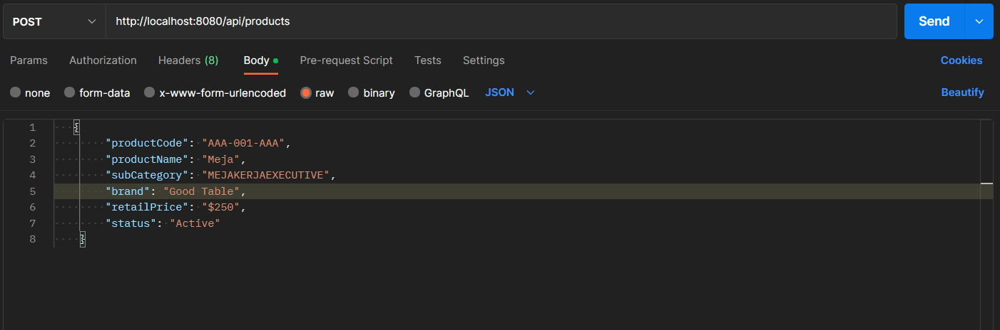 POST http://localhost:8080/api/products Send
Params Authorization Headers (8) Body Pre-request Script Tests Settings Cookies
none form-data x-www-form-urlencoded raw binary GraphQL JSON Beautify
1 {
2 "productCode": "AAA-001-AAA",
3 "productName": "Meja",
4 "subCategory": "MEJAKERJAEXECUTIVE",
5 "brand": "Good Table",
6 "retailPrice": "$250",
7 "status": "Active"
8 }